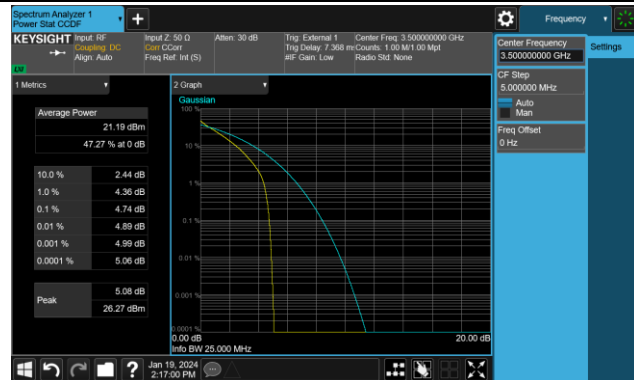 Spectrum Analyzer 1
Power Stat CCDF
Frequency
KEYSIGHT
Input: RF
Coupling: DC
Align: Auto
Input Z: 50 Ω
Corr CCorr
Freq Ref: Int (S)
Atten: 30 dB
Trig: External 1
Trig Delay: 7.368 ms
#IF Gain: Low
Center Freq: 3.500000000 GHz
Counts: 1.00 M/1.00 Mpt
Radio Std: None
LXI
1 Metrics
2 Graph
Average Power
21.19 dBm
47.27 % at 0 dB
10.0 % 2.44 dB
1.0 % 4.36 dB
0.1 % 4.74 dB
0.01 % 4.89 dB
0.001 % 4.99 dB
0.0001 % 5.06 dB
Peak
5.08 dB
26.27 dBm
Gaussian
100 %
10 %
1 %
0.1 %
0.01 %
0.001 %
0.0001 %
0.00 dB
20.00 dB
Info BW 25.000 MHz
Center Frequency
3.500000000 GHz
Settings
CF Step
5.000000 MHz
Auto
Man
Freq Offset
0 Hz
?
Jan 19, 2024
2:17:00 PM